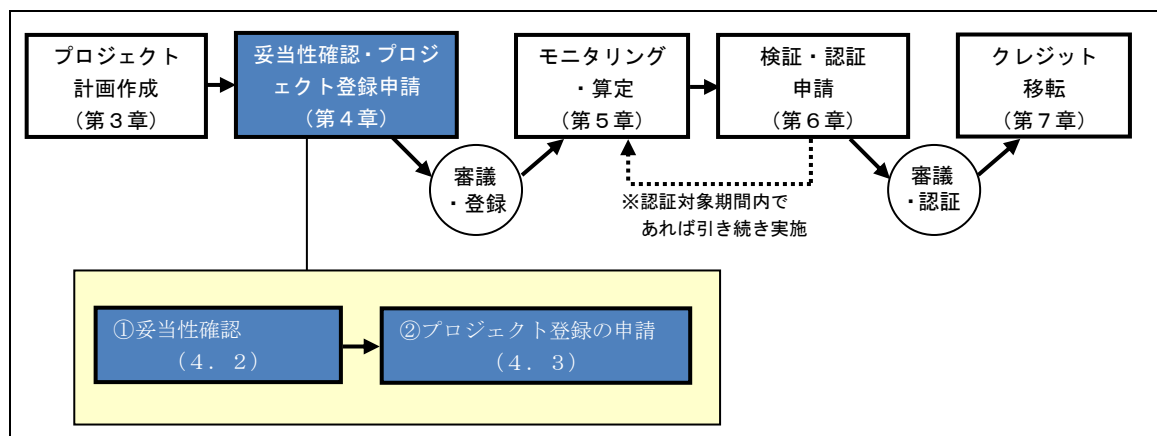 プロジェクト
計画作成
(第3章)
妥当性確認・プロジ
ェクト登録申請
(第4章)
審議
・登録
モニタリング
・算定
(第5章)
検証・認証
申請
(第6章)
審議
・認証
クレジット
移転
(第7章)
※認証対象期間内で
あれば引き続き実施
①妥当性確認
(4.2)
②プロジェクト登録の申請
(4.3)